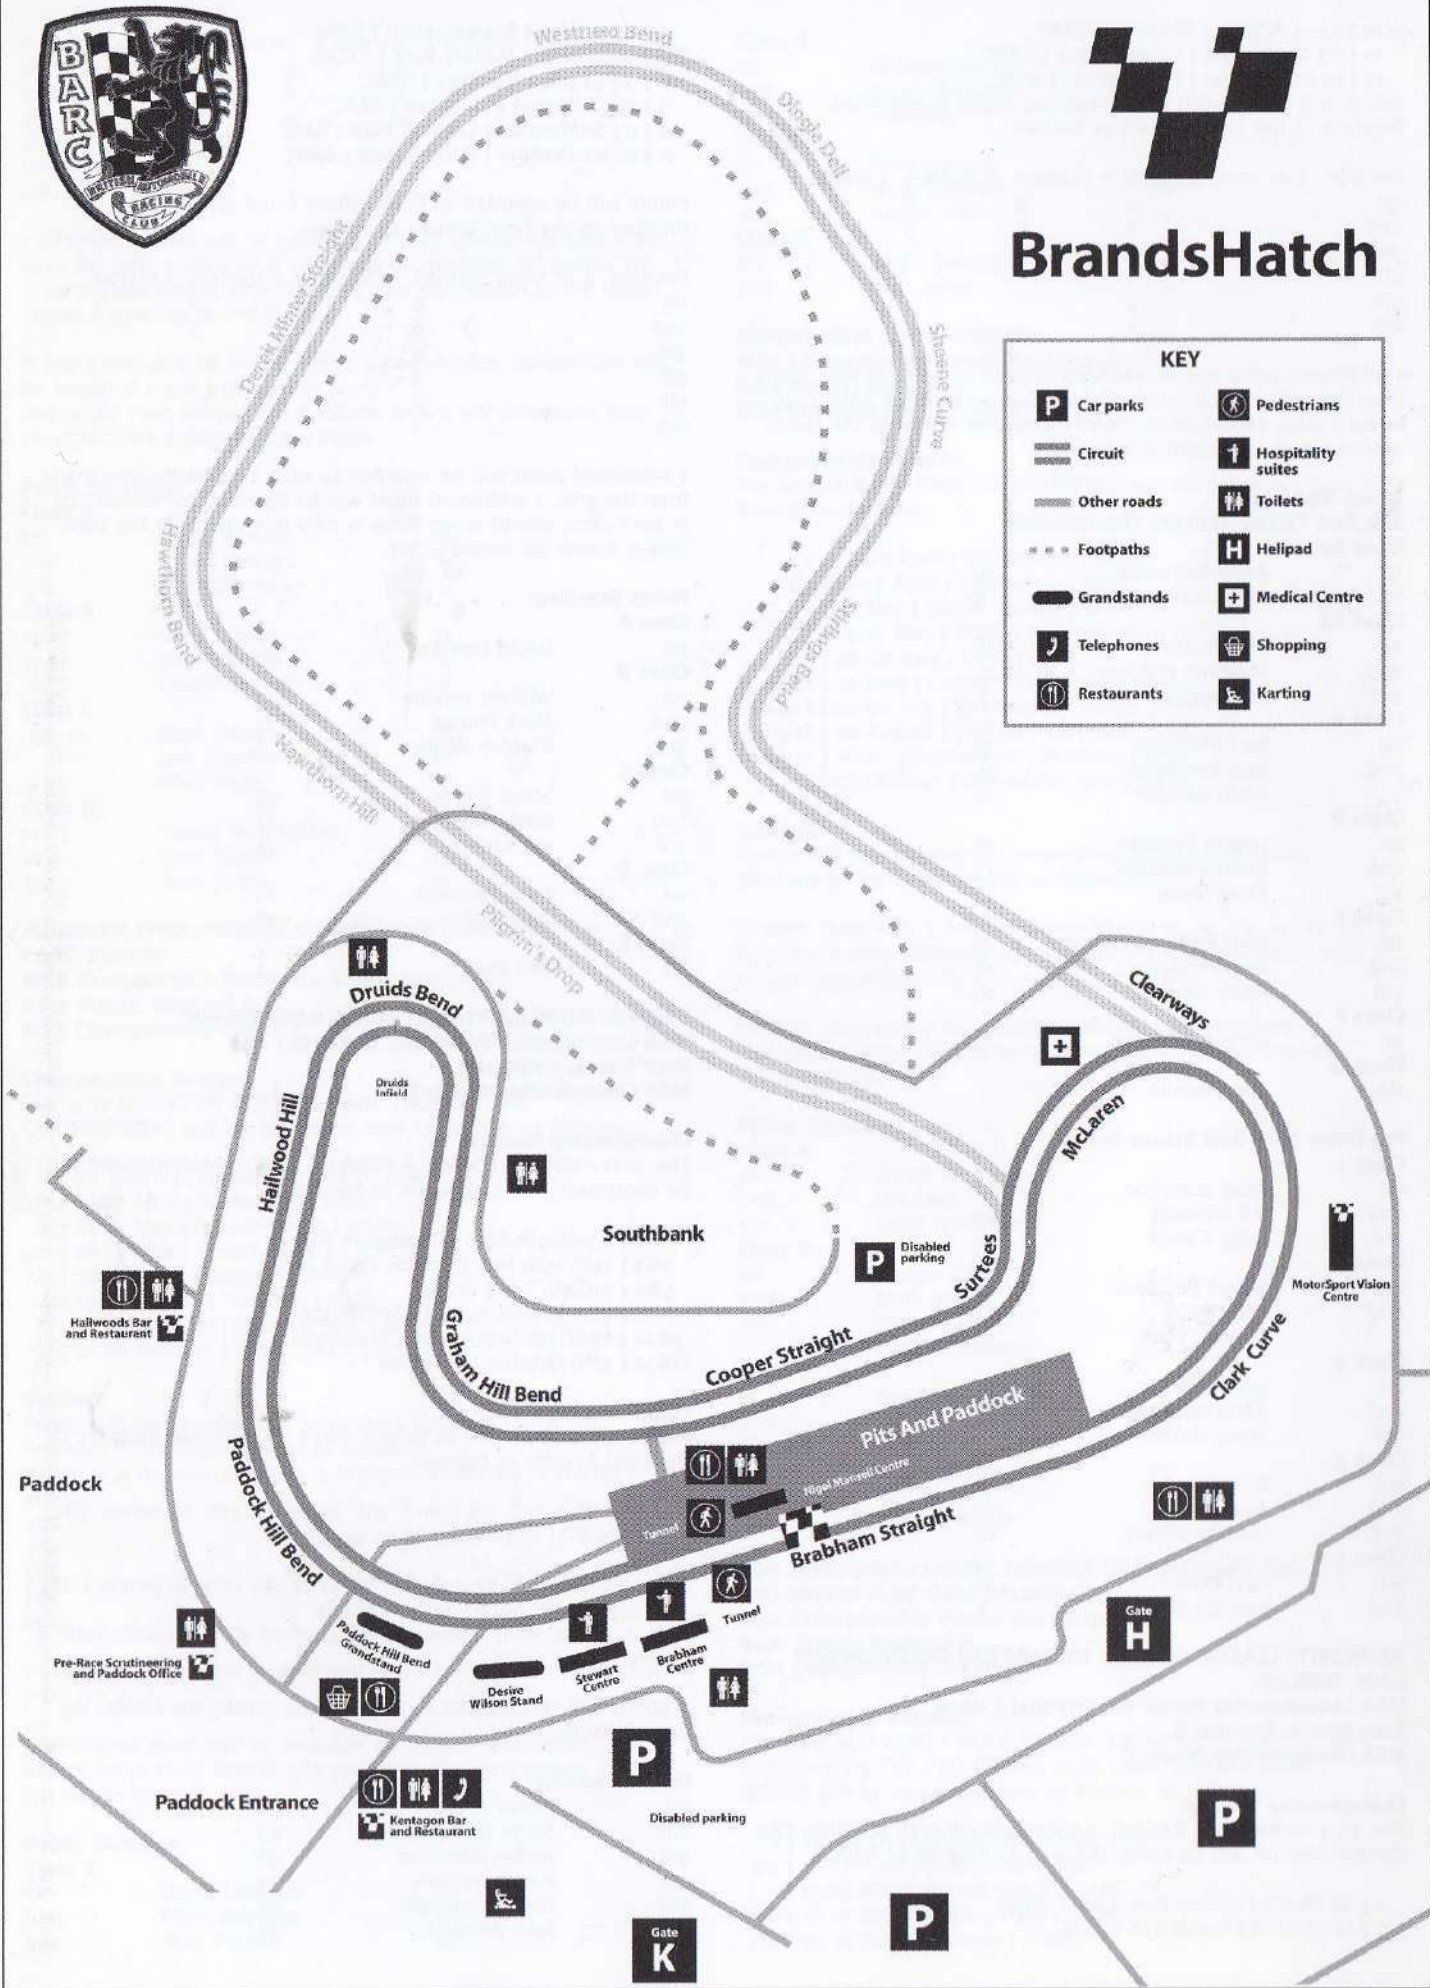 BARC
BRITISH AUTOMOBILE
RACING
CLUB
BrandsHatch
KEY
P Car parks
Pedestrians
Circuit
Hospitality
suites
Other roads
Toilets
Footpaths
H Helipad
Grandstands
Medical Centre
Telephones
Shopping
Restaurants
Karting
Westfield Bend
Dingle Dell
Sheene Curve
Stirlings Bend
Derek Minter Straight
Hawthorn Bend
Hawthorn Hill
Pilgrim's Drop
Clearways
Druids Bend
Druids
Infield
Hailwood Hill
McLaren
Southbank
P Disabled
parking
Surtees
MotorSport Vision
Centre
Hailwoods Bar
and Restaurant
Graham Hill Bend
Cooper Straight
Clark Curve
Pits And Paddock
Nigel Mansell Centre
Tunnel
Paddock
Paddock Hill Bend
Brabham Straight
Tunnel
Paddock Hill Bend
Grandstand
Pre-Race Scrutineering
and Paddock Office
Desire
Wilson Stand
Stewart
Centre
Brabham
Centre
Gate
H
P
Disabled parking
Paddock Entrance
Kentagon Bar
and Restaurant
P
P
Gate
K